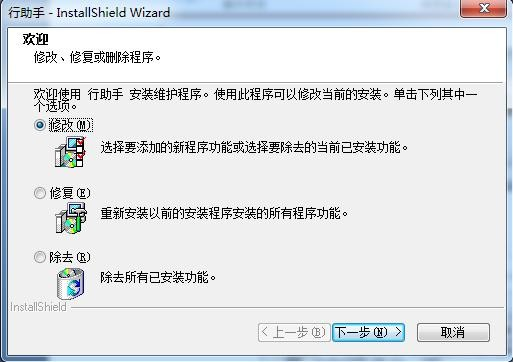 行助手 - InstallShield Wizard
欢迎
修改、修复或删除程序。
欢迎使用 行助手 安装维护程序。使用此程序可以修改当前的安装。单击下列其中一
个选项。
修改(M)
选择要添加的新程序功能或选择要除去的当前已安装功能。
修复(E)
重新安装以前的安装程序安装的所有程序功能。
除去(R)
除去所有已安装功能。
InstallShield
< 上一步(B) 下一步(N) > 取消